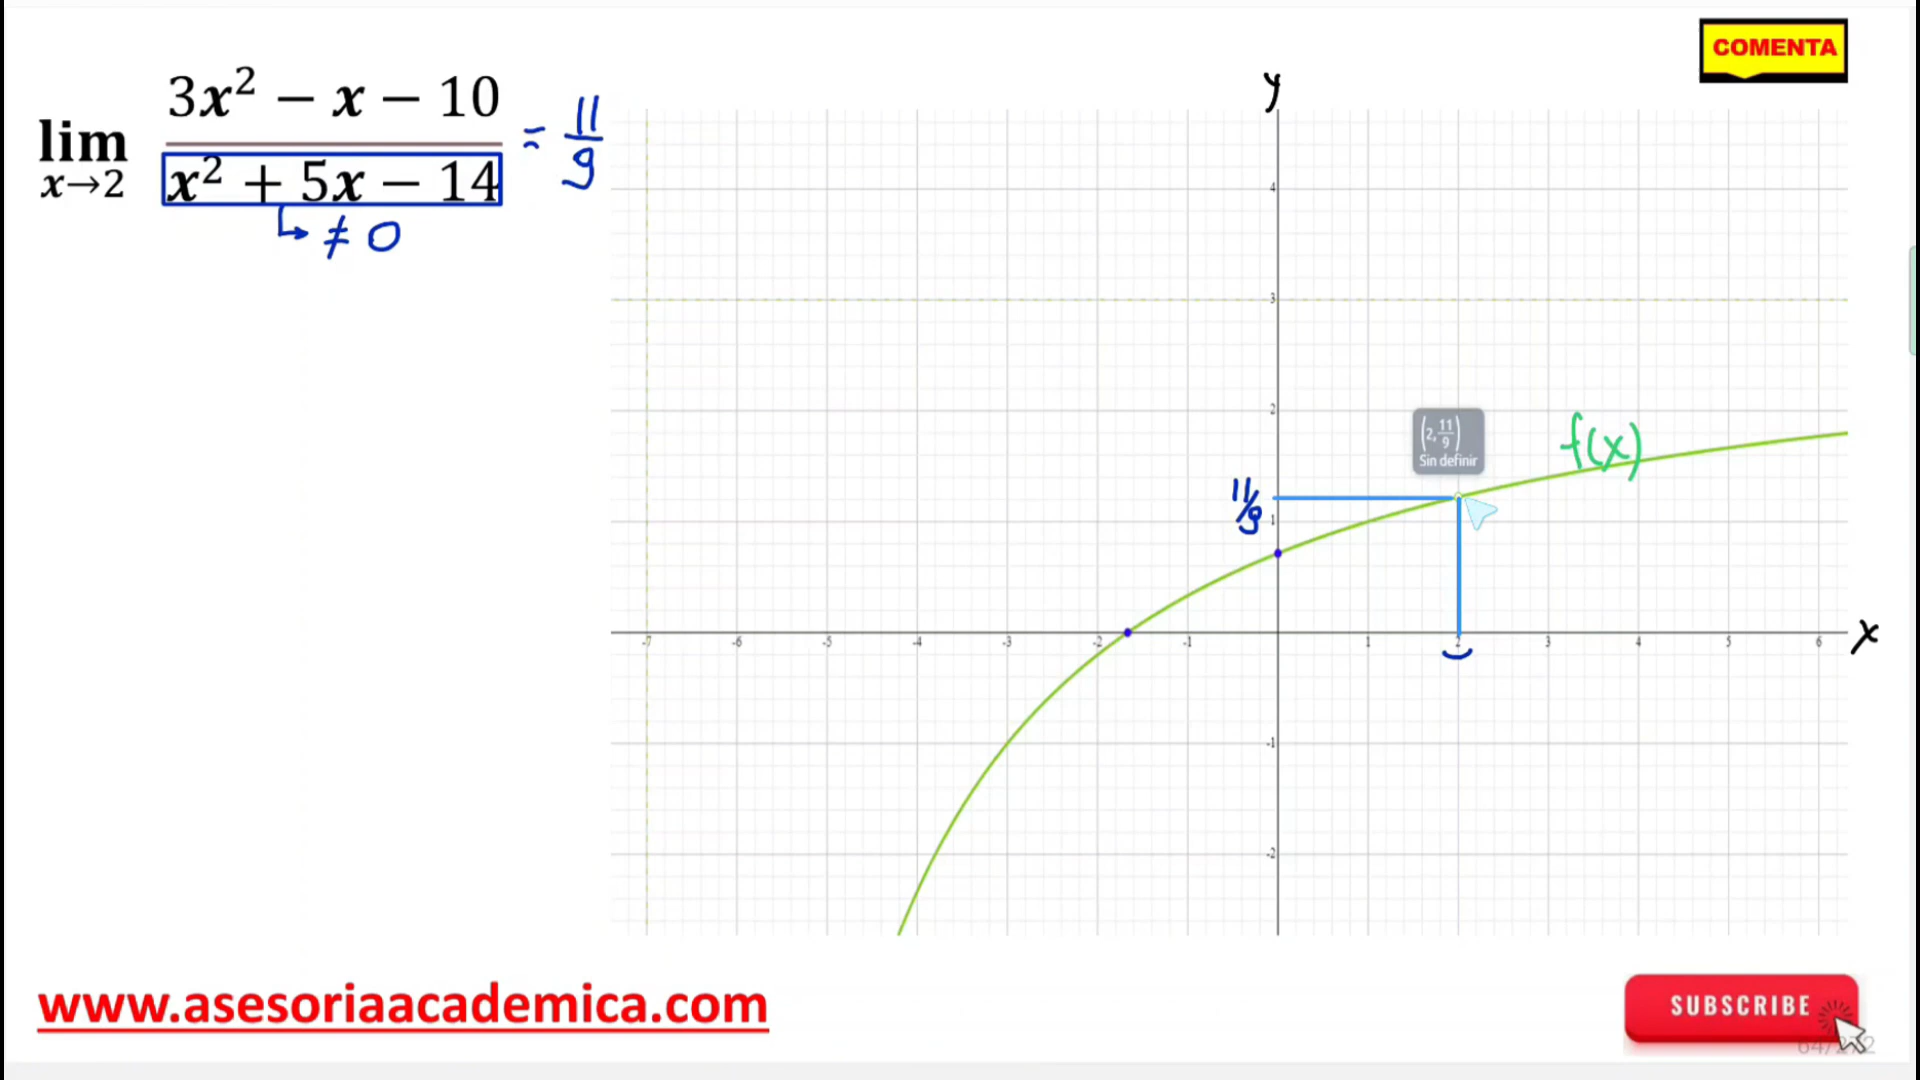 COMENTA
lim x→2 (3x² − x − 10)/(x² + 5x − 14) = 11/9
≠ 0
y
4
3
2
1
-1
-2
(2, 11/9)
Sin definir
f(x)
11/9
-7 -6 -5 -4 -3 -2 -1 1 2 3 4 5 6
x
www.asesoriaacademica.com
SUBSCRIBE